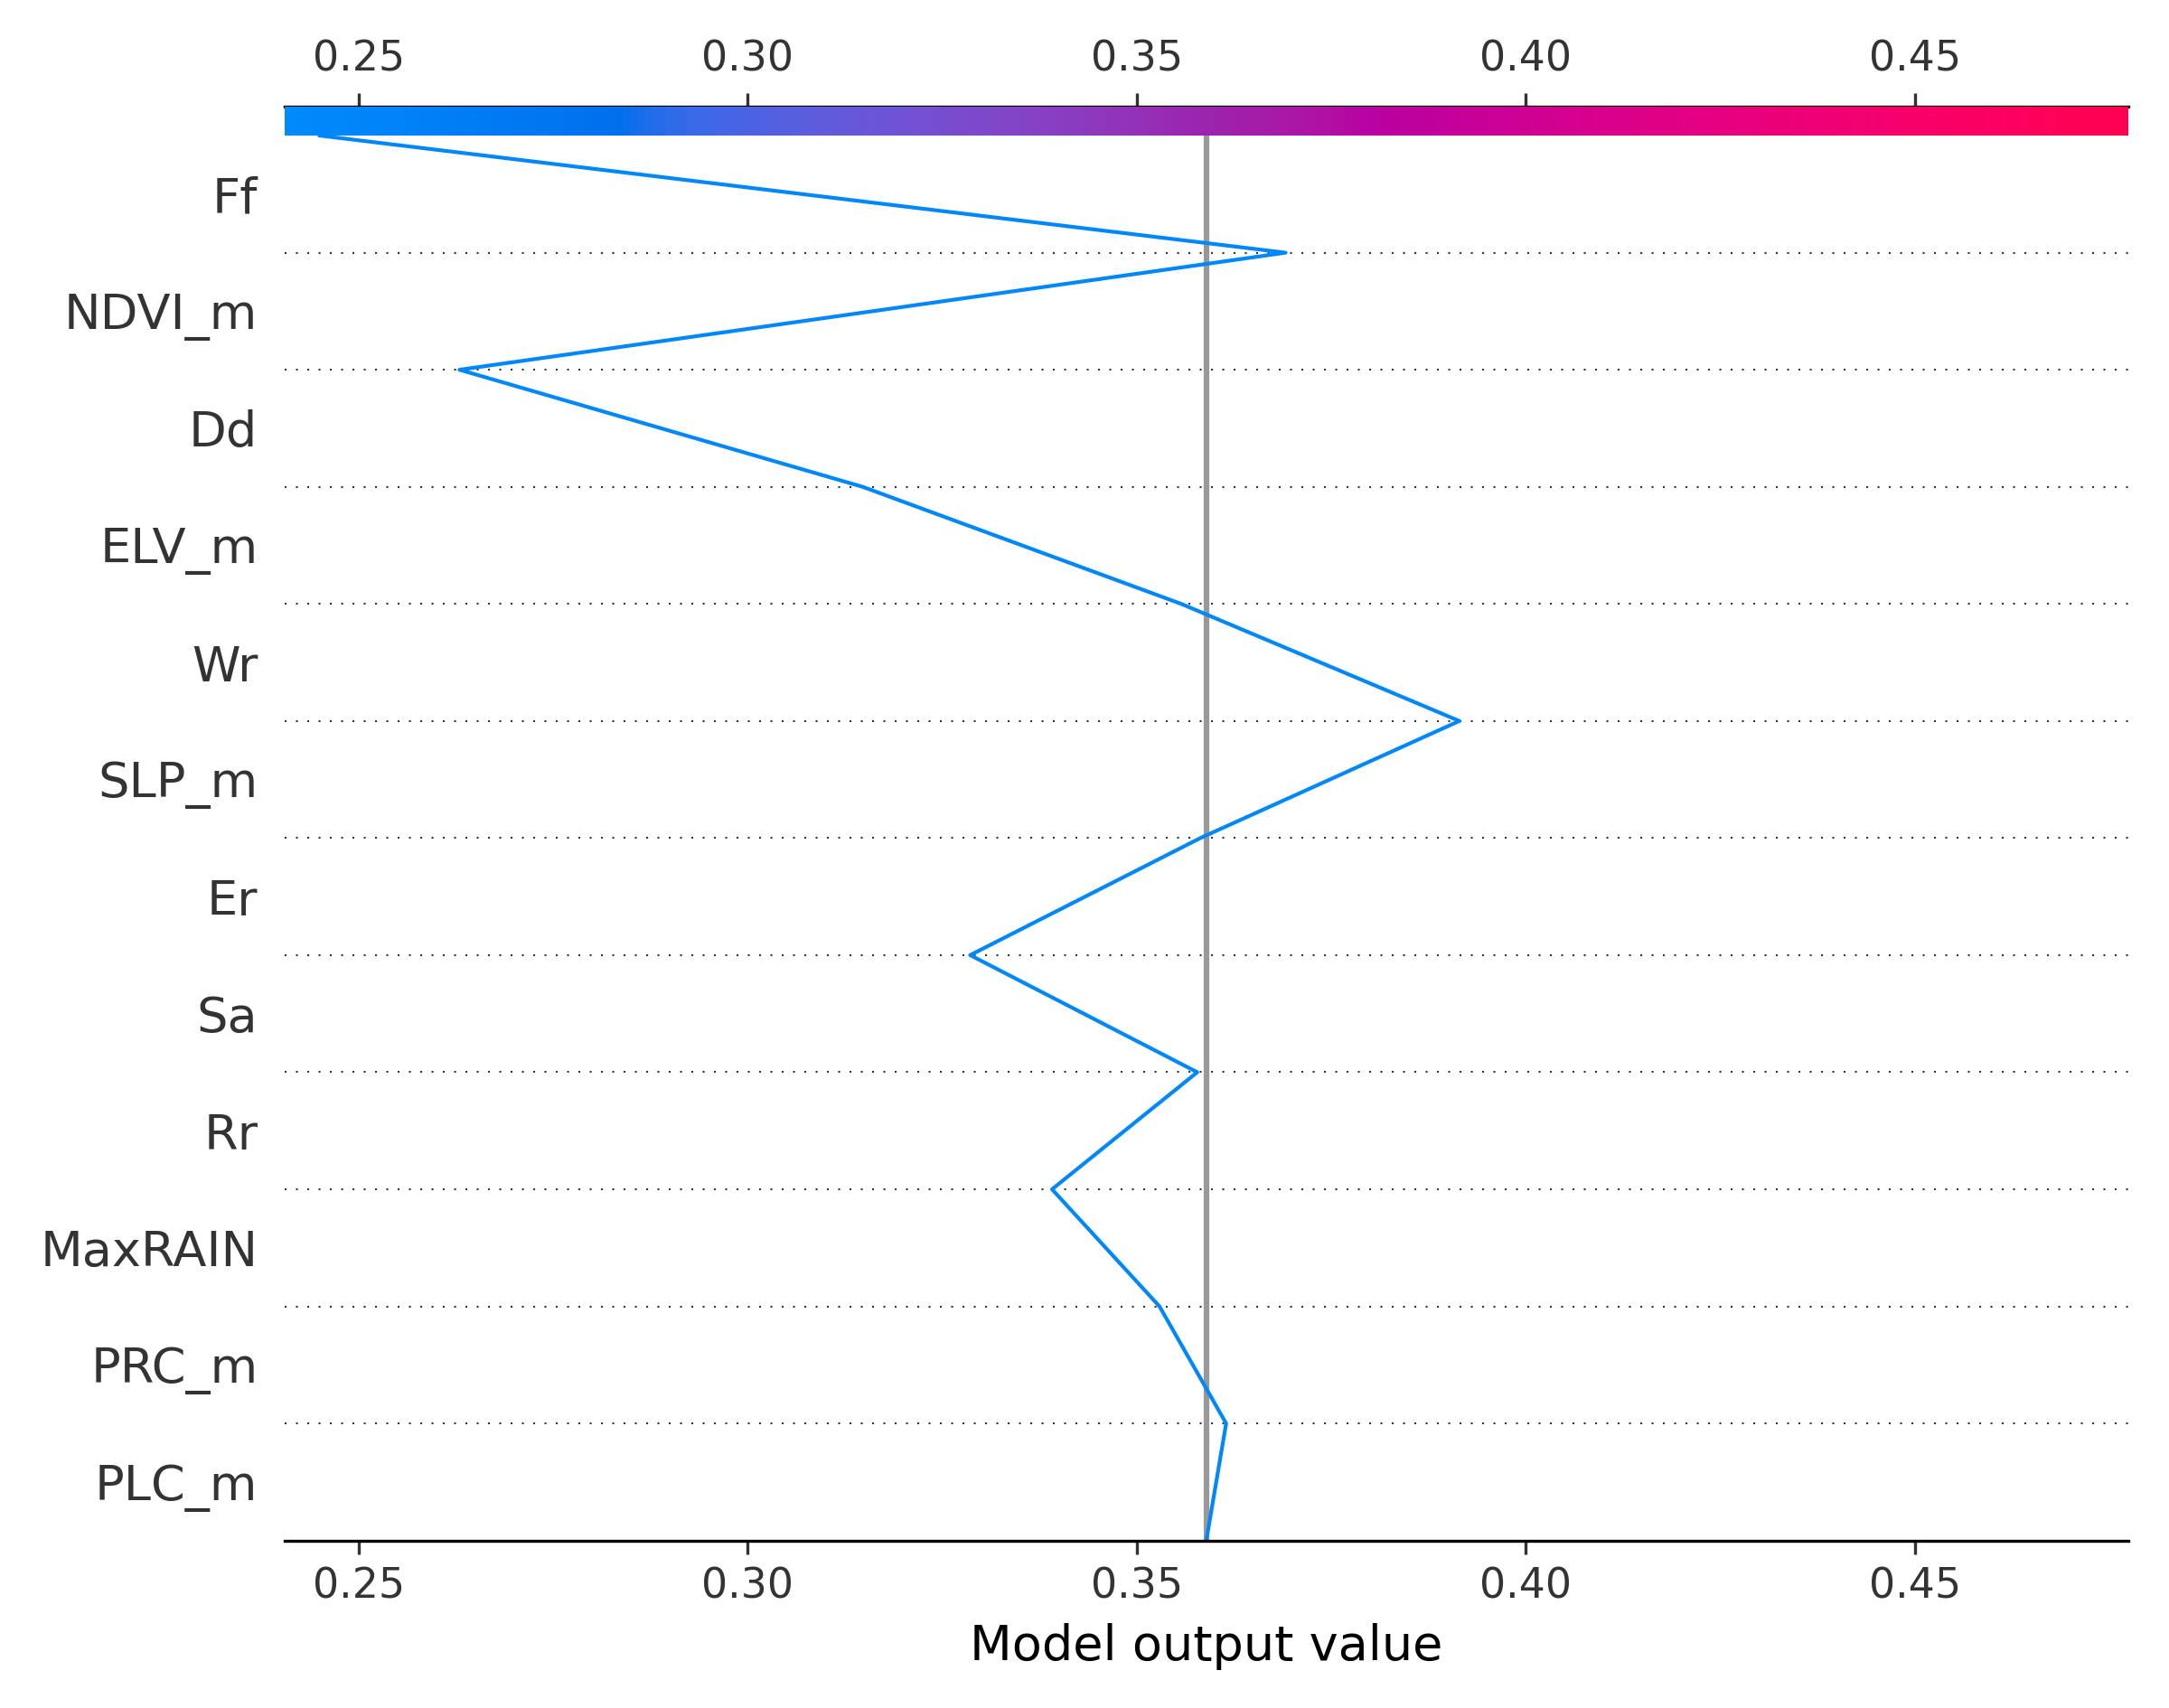 0.25 0.30 0.35 0.40 0.45
Ff
NDVI_m
Dd
ELV_m
Wr
SLP_m
Er
Sa
Rr
MaxRAIN
PRC_m
PLC_m
0.25 0.30 0.35 0.40 0.45
Model output value